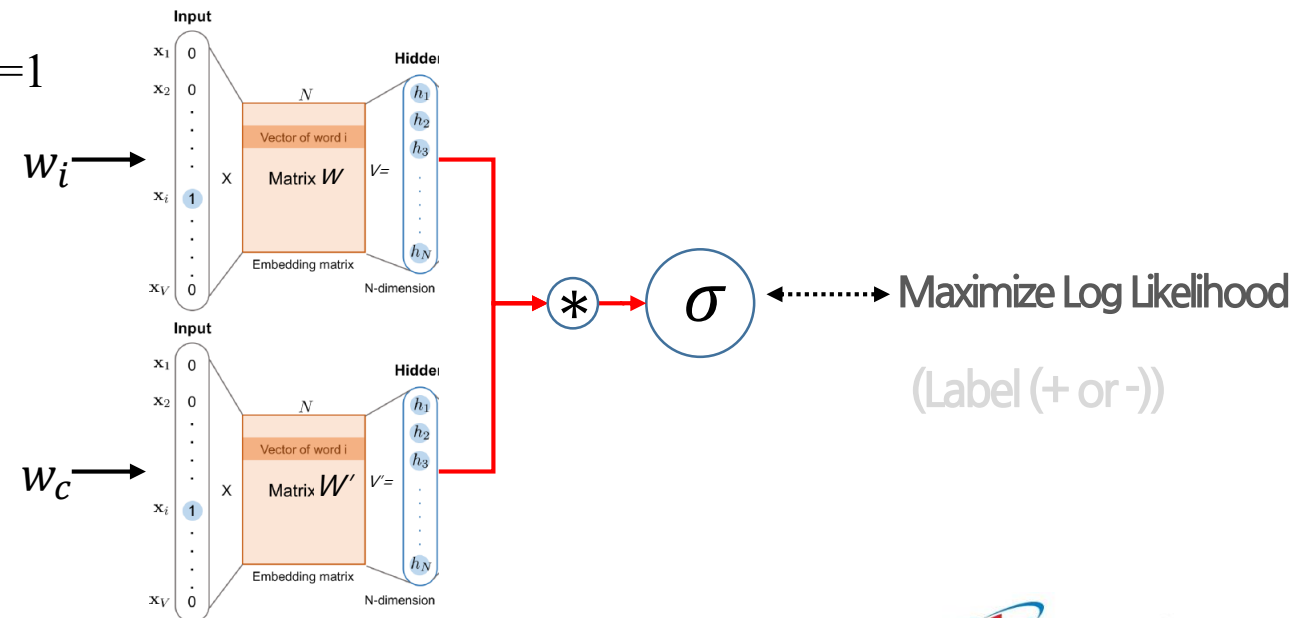 =1
Input
x1 0
x2 0
N
Hidde
h1
h2
h3
Vector of word i
wi
X
Matrix W
V=
xi 1
hN
Embedding matrix
xV 0
N-dimension
*
σ
Maximize Log Likelihood
(Label (+ or -))
Input
x1 0
x2 0
N
Hidde
h1
h2
h3
Vector of word i
wc
X
Matrix W'
V'=
xi 1
hN
Embedding matrix
xV 0
N-dimension